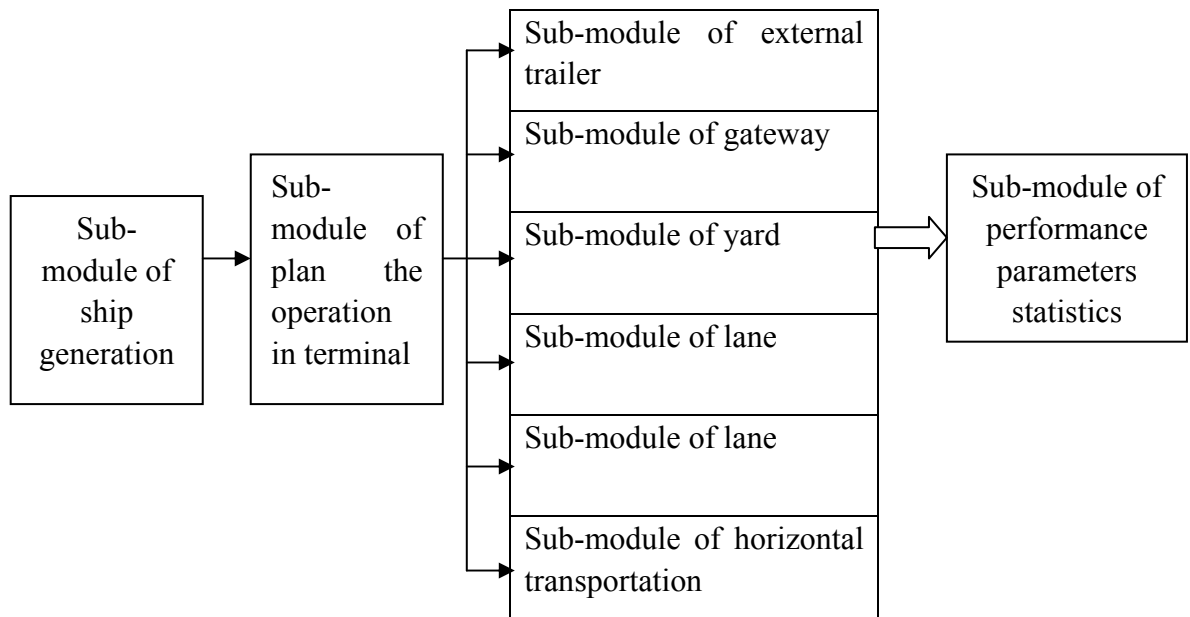 Sub-
module of
ship
generation
Sub-
module of
plan the
operation
in terminal
Sub-module of external
trailer
Sub-module of gateway
Sub-module of yard
Sub-module of lane
Sub-module of lane
Sub-module of horizontal
transportation
Sub-module of
performance
parameters
statistics